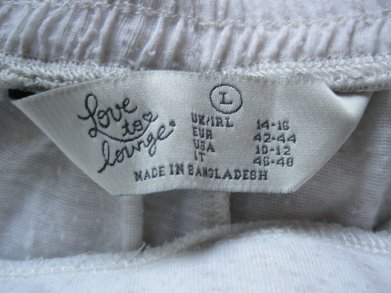 Love
to
lounge®
L
UK/IRL 14-16
EUR 42-44
USA 10-12
IT 46-48
MADE IN BANGLADESH